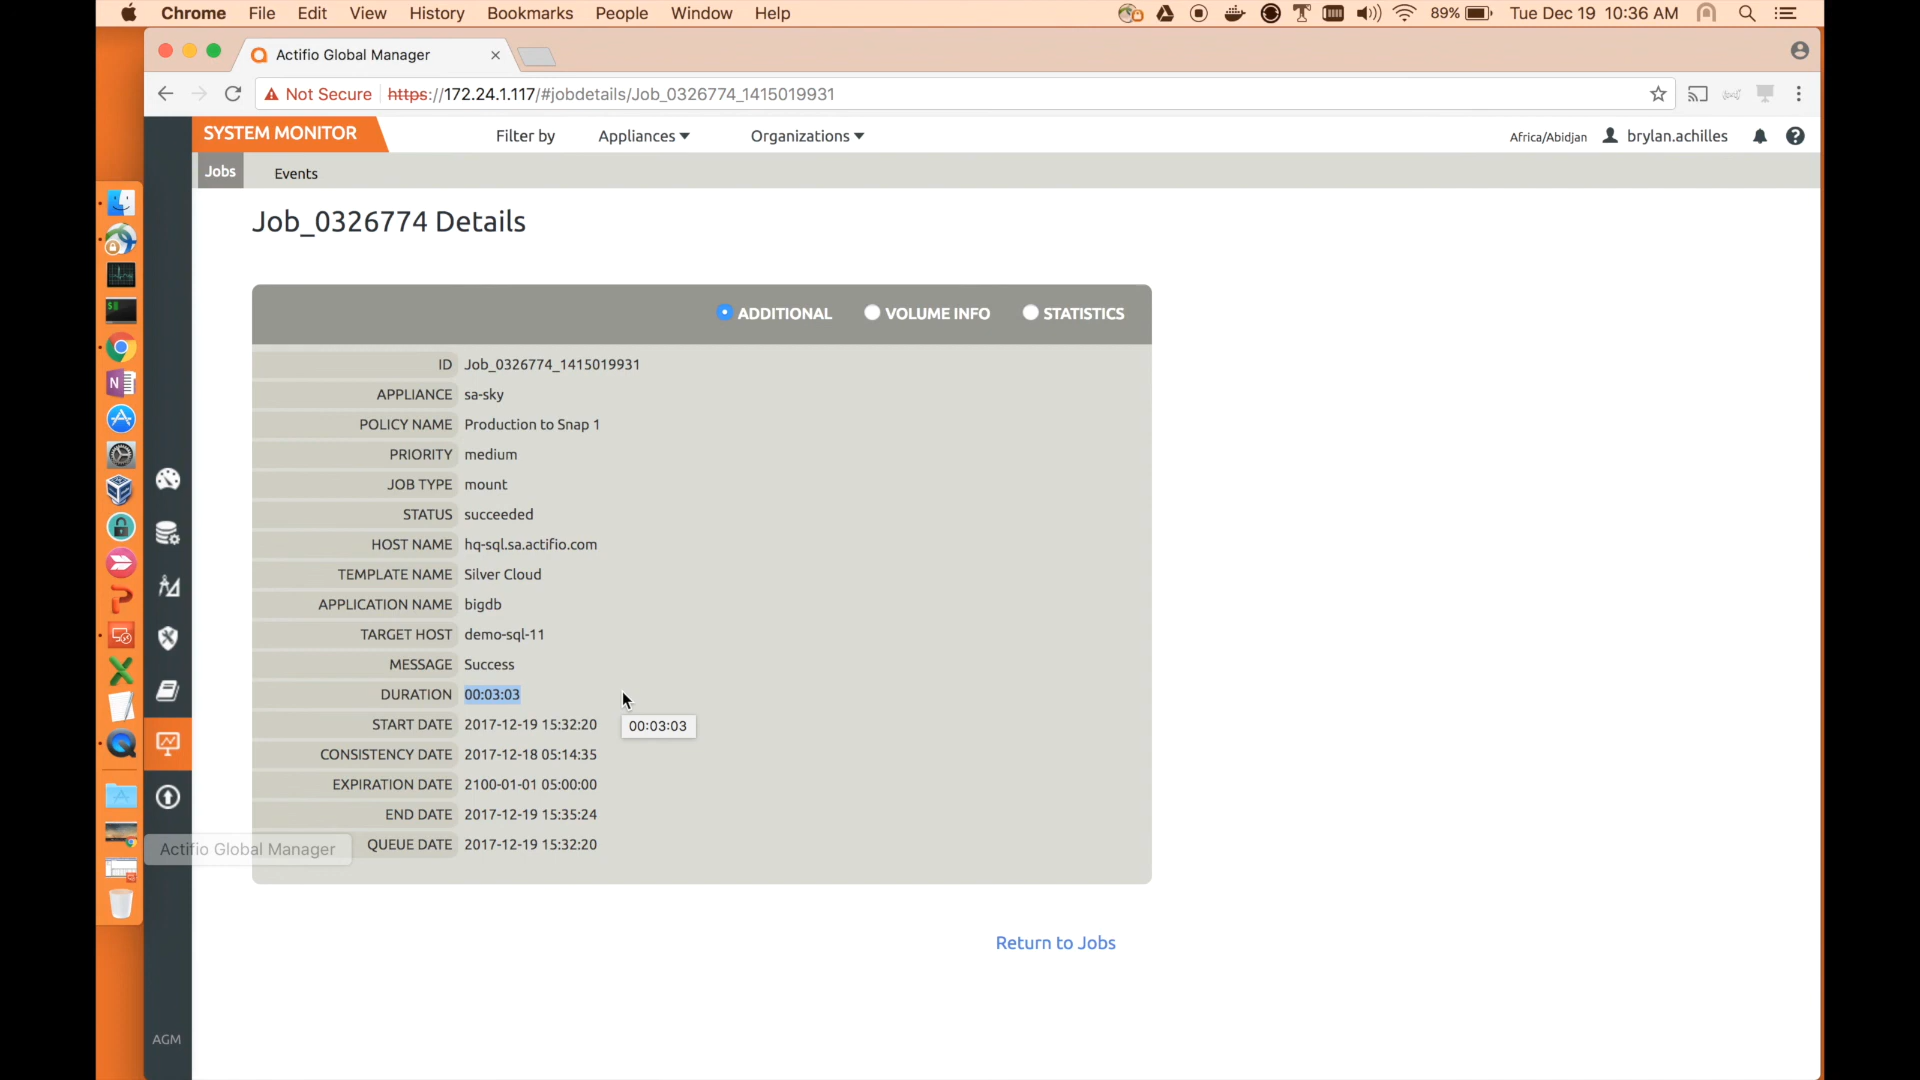 Chrome File Edit View History Bookmarks People Window Help 89% Tue Dec 19 10:36 AM
Actifio Global Manager
Not Secure https://172.24.1.117/#jobdetails/Job_0326774_1415019931
SYSTEM MONITOR Filter by Appliances Organizations Africa/Abidjan brylan.achilles
Jobs Events
Job_0326774 Details
ADDITIONAL VOLUME INFO STATISTICS
ID Job_0326774_1415019931
APPLIANCE sa-sky
POLICY NAME Production to Snap 1
PRIORITY medium
JOB TYPE mount
STATUS succeeded
HOST NAME hq-sql.sa.actifio.com
TEMPLATE NAME Silver Cloud
APPLICATION NAME bigdb
TARGET HOST demo-sql-11
MESSAGE Success
DURATION 00:03:03
START DATE 2017-12-19 15:32:20
00:03:03
CONSISTENCY DATE 2017-12-18 05:14:35
EXPIRATION DATE 2100-01-01 05:00:00
END DATE 2017-12-19 15:35:24
QUEUE DATE 2017-12-19 15:32:20
Actifio Global Manager
Return to Jobs
AGM